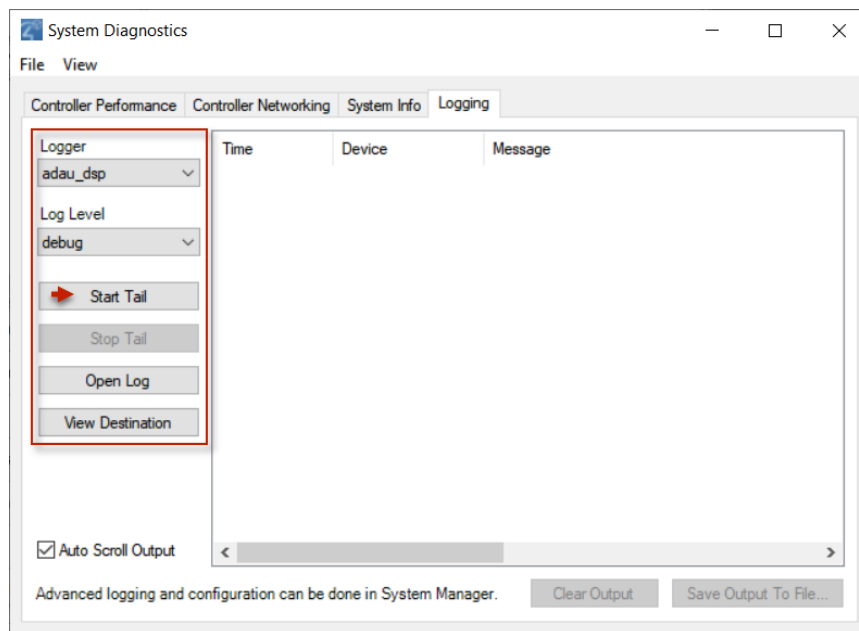 System Diagnostics
File View
Controller Performance Controller Networking System Info Logging
Logger
adau_dsp
Log Level
debug
Start Tail
Stop Tail
Open Log
View Destination
Auto Scroll Output
Time Device Message
Advanced logging and configuration can be done in System Manager.
Clear Output Save Output To File...